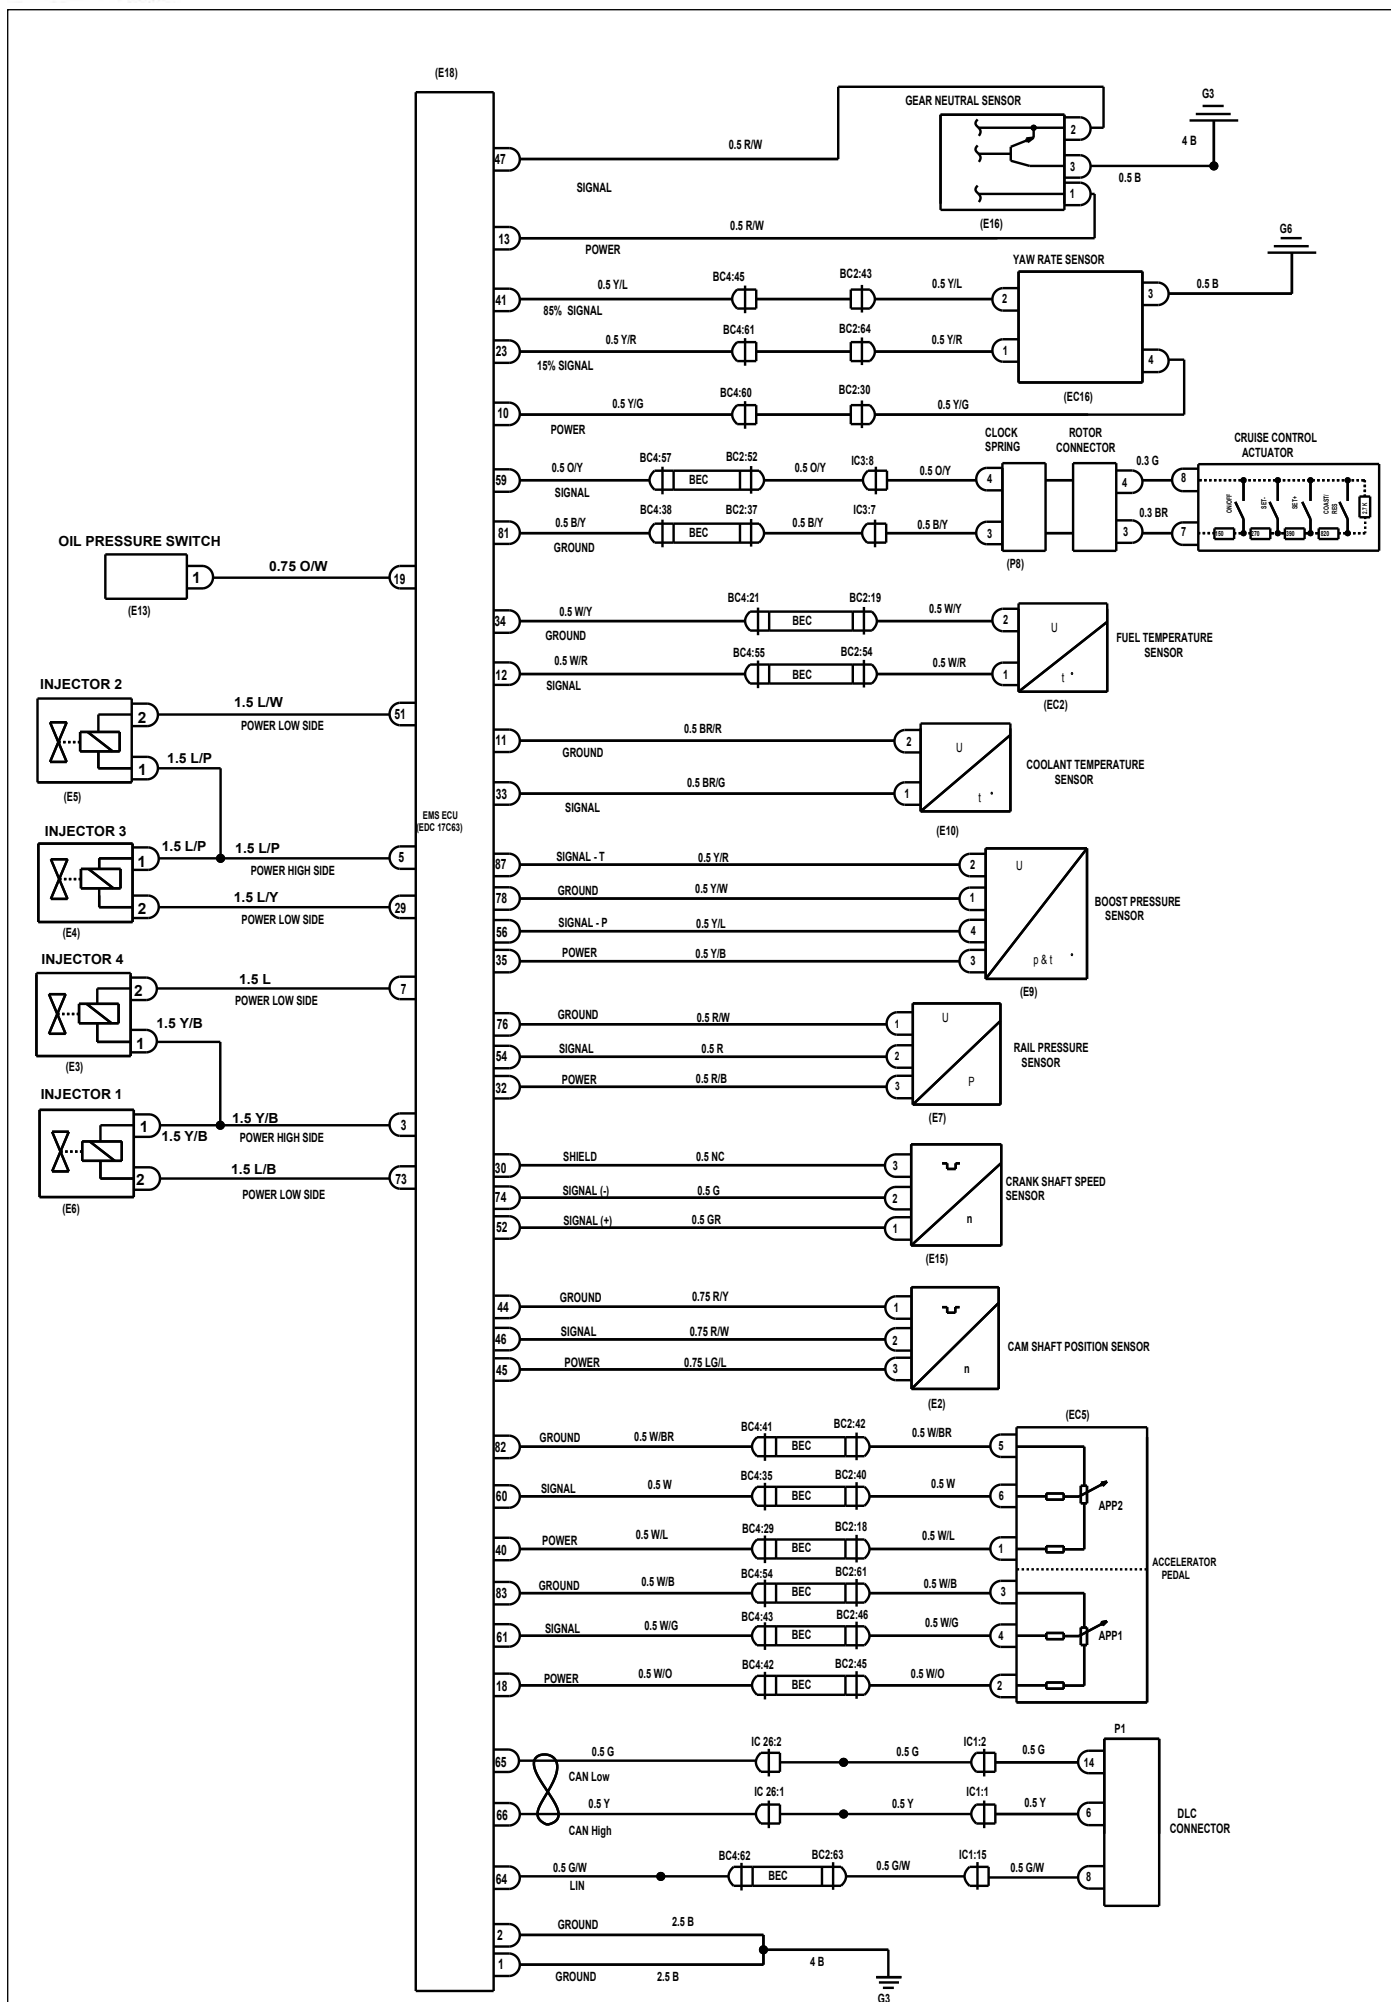 (E18)
GEAR NEUTRAL SENSOR
G3
2
4 B
47
0.5 R/W
3
0.5 B
SIGNAL
1
(E16)
13
0.5 R/W
POWER
G6
YAW RATE SENSOR
BC4:45
BC2:43
41
0.5 Y/L
0.5 Y/L
2
3
0.5 B
85% SIGNAL
BC4:61
BC2:64
23
0.5 Y/R
0.5 Y/R
1
4
15% SIGNAL
BC4:60
BC2:30
(EC16)
10
0.5 Y/G
0.5 Y/G
POWER
CLOCK
SPRING
ROTOR
CONNECTOR
CRUISE CONTROL
ACTUATOR
BC4:57
BC2:52
IC3:8
59
0.5 O/Y
BEC
0.5 O/Y
0.5 O/Y
4
4
0.3 G
8
SIGNAL
ON/OFF
SET-
SET+
COAST/
RES
2.7 K
BC4:38
BC2:37
IC3:7
81
0.5 B/Y
BEC
0.5 B/Y
0.5 B/Y
3
3
0.3 BR
7
150
270
390
820
GROUND
(P8)
OIL PRESSURE SWITCH
1
0.75 O/W
19
(E13)
BC4:21
BC2:19
34
0.5 W/Y
BEC
0.5 W/Y
2
U
GROUND
FUEL TEMPERATURE
SENSOR
BC4:55
BC2:54
12
0.5 W/R
BEC
0.5 W/R
1
t °
SIGNAL
(EC2)
INJECTOR 2
2
1.5 L/W
51
POWER LOW SIDE
1
1.5 L/P
(E5)
11
0.5 BR/R
2
U
GROUND
COOLANT TEMPERATURE
SENSOR
33
0.5 BR/G
1
t °
SIGNAL
(E10)
EMS ECU
(EDC 17C63)
INJECTOR 3
1
1.5 L/P
1.5 L/P
5
POWER HIGH SIDE
2
1.5 L/Y
29
POWER LOW SIDE
(E4)
87
SIGNAL - T
0.5 Y/R
2
U
78
GROUND
0.5 Y/W
1
BOOST PRESSURE
SENSOR
56
SIGNAL - P
0.5 Y/L
4
35
POWER
0.5 Y/B
3
p & t °
(E9)
INJECTOR 4
2
1.5 L
7
POWER LOW SIDE
1
1.5 Y/B
(E3)
76
GROUND
0.5 R/W
1
U
54
SIGNAL
0.5 R
2
RAIL PRESSURE
SENSOR
32
POWER
0.5 R/B
3
P
(E7)
INJECTOR 1
1
1.5 Y/B
1.5 Y/B
3
POWER HIGH SIDE
2
1.5 L/B
73
POWER LOW SIDE
(E6)
30
SHIELD
0.5 NC
3
74
SIGNAL (-)
0.5 G
2
CRANK SHAFT SPEED
SENSOR
52
SIGNAL (+)
0.5 GR
1
n
(E15)
44
GROUND
0.75 R/Y
1
46
SIGNAL
0.75 R/W
2
CAM SHAFT POSITION SENSOR
45
POWER
0.75 LG/L
3
n
(E2)
(EC5)
BC4:41
BC2:42
82
GROUND
0.5 W/BR
BEC
0.5 W/BR
5
BC4:35
BC2:40
60
SIGNAL
0.5 W
BEC
0.5 W
6
APP2
BC4:29
BC2:18
40
POWER
0.5 W/L
BEC
0.5 W/L
1
ACCELERATOR
PEDAL
BC4:54
BC2:61
83
GROUND
0.5 W/B
BEC
0.5 W/B
3
BC4:43
BC2:46
61
SIGNAL
0.5 W/G
BEC
0.5 W/G
4
APP1
BC4:42
BC2:45
18
POWER
0.5 W/O
BEC
0.5 W/O
2
P1
65
0.5 G
IC 26:2
0.5 G
IC1:2
0.5 G
14
CAN Low
66
0.5 Y
IC 26:1
0.5 Y
IC1:1
0.5 Y
6
CAN High
DLC
CONNECTOR
BC4:62
BC2:63
IC1:15
64
0.5 G/W
BEC
0.5 G/W
0.5 G/W
8
LIN
2
GROUND
2.5 B
4 B
1
GROUND
2.5 B
G3